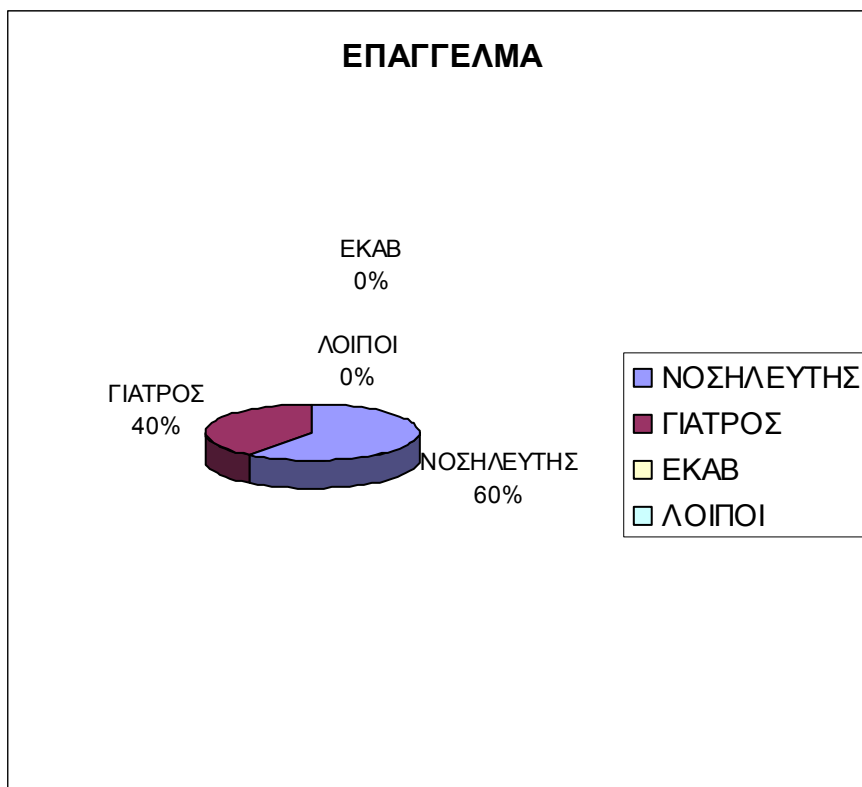 ΕΠΑΓΓΕΛΜΑ
ΕΚΑΒ
0%
ΛΟΙΠΟΙ
0%
ΓΙΑΤΡΟΣ
40%
ΝΟΣΗΛΕΥΤΗΣ
60%
ΝΟΣΗΛΕΥΤΗΣ
ΓΙΑΤΡΟΣ
ΕΚΑΒ
ΛΟΙΠΟΙ